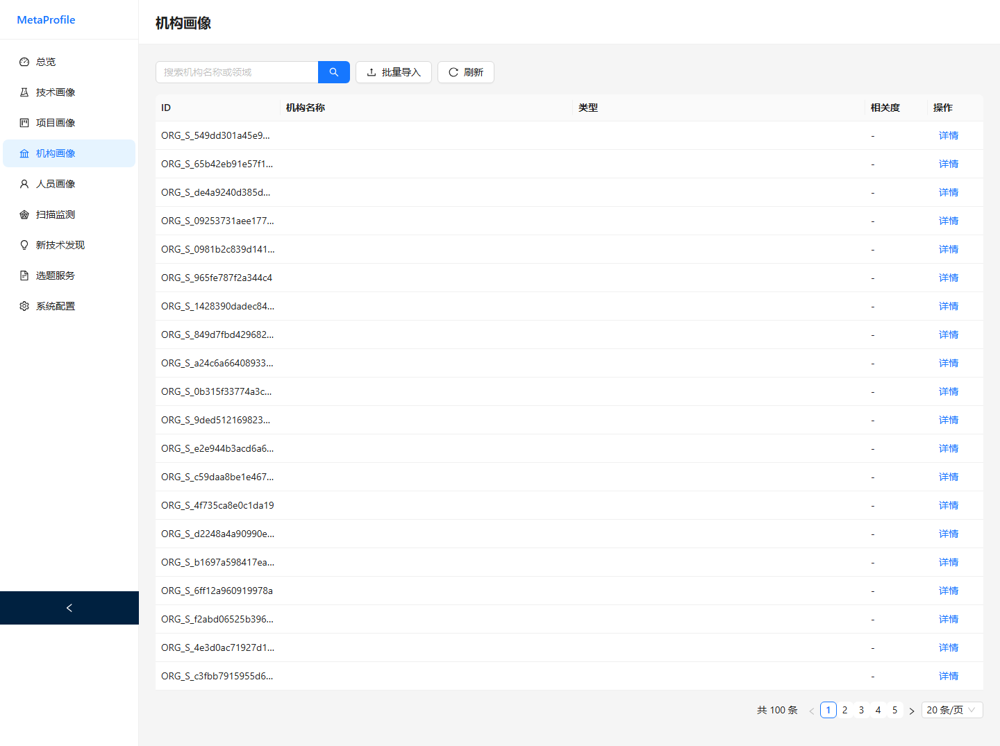 MetaProfile
机构画像
总览
技术画像
项目画像
机构画像
人员画像
扫描监测
新技术发现
选题服务
系统配置
搜索机构名称或领域
批量导入
刷新
ID 机构名称 类型 相关度 操作
ORG_S_549dd301a45e9... - 详情
ORG_S_65b42eb91e57f1... - 详情
ORG_S_de4a9240d385d... - 详情
ORG_S_09253731aee177... - 详情
ORG_S_0981b2c839d141... - 详情
ORG_S_965fe787f2a344c4 - 详情
ORG_S_1428390dadec84... - 详情
ORG_S_849d7fbd429682... - 详情
ORG_S_a24c6a66408933... - 详情
ORG_S_0b315f33774a3c... - 详情
ORG_S_9ded512169823... - 详情
ORG_S_e2e944b3acd6a6... - 详情
ORG_S_c59daa8be1e467... - 详情
ORG_S_4f735ca8e0c1da19 - 详情
ORG_S_d2248a4a90990e... - 详情
ORG_S_b1697a598417ea... - 详情
ORG_S_6ff12a960919978a - 详情
ORG_S_f2abd06525b396... - 详情
ORG_S_4e3d0ac71927d1... - 详情
ORG_S_c3fbb7915955d6... - 详情
共 100 条 1 2 3 4 5 20 条/页